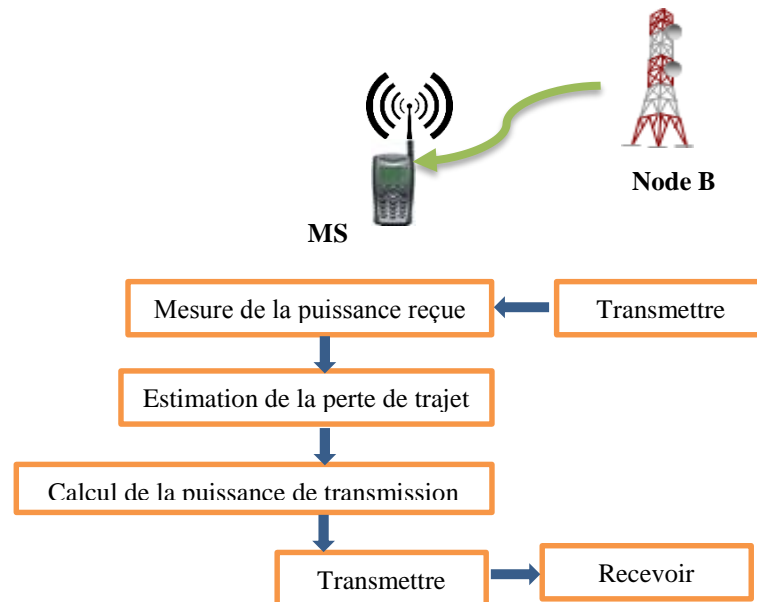 Node B
MS
Mesure de la puissance reçue
Transmettre
Estimation de la perte de trajet
Calcul de la puissance de transmission
Transmettre
Recevoir